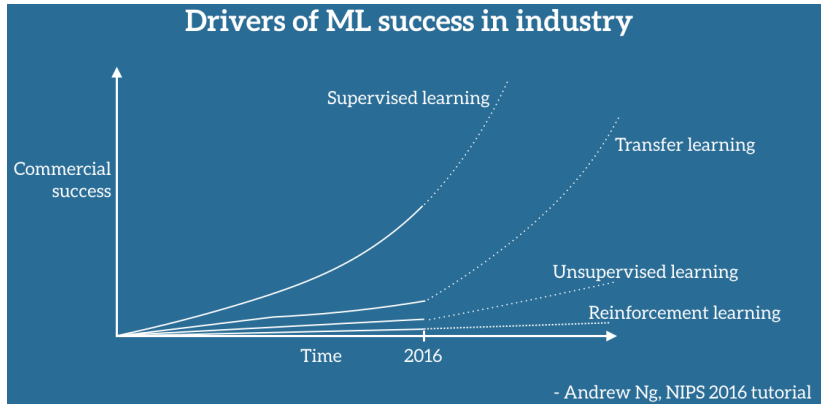 Drivers of ML success in industry
Supervised learning
Transfer learning
Commercial
success
Unsupervised learning
Reinforcement learning
Time
2016
- Andrew Ng, NIPS 2016 tutorial